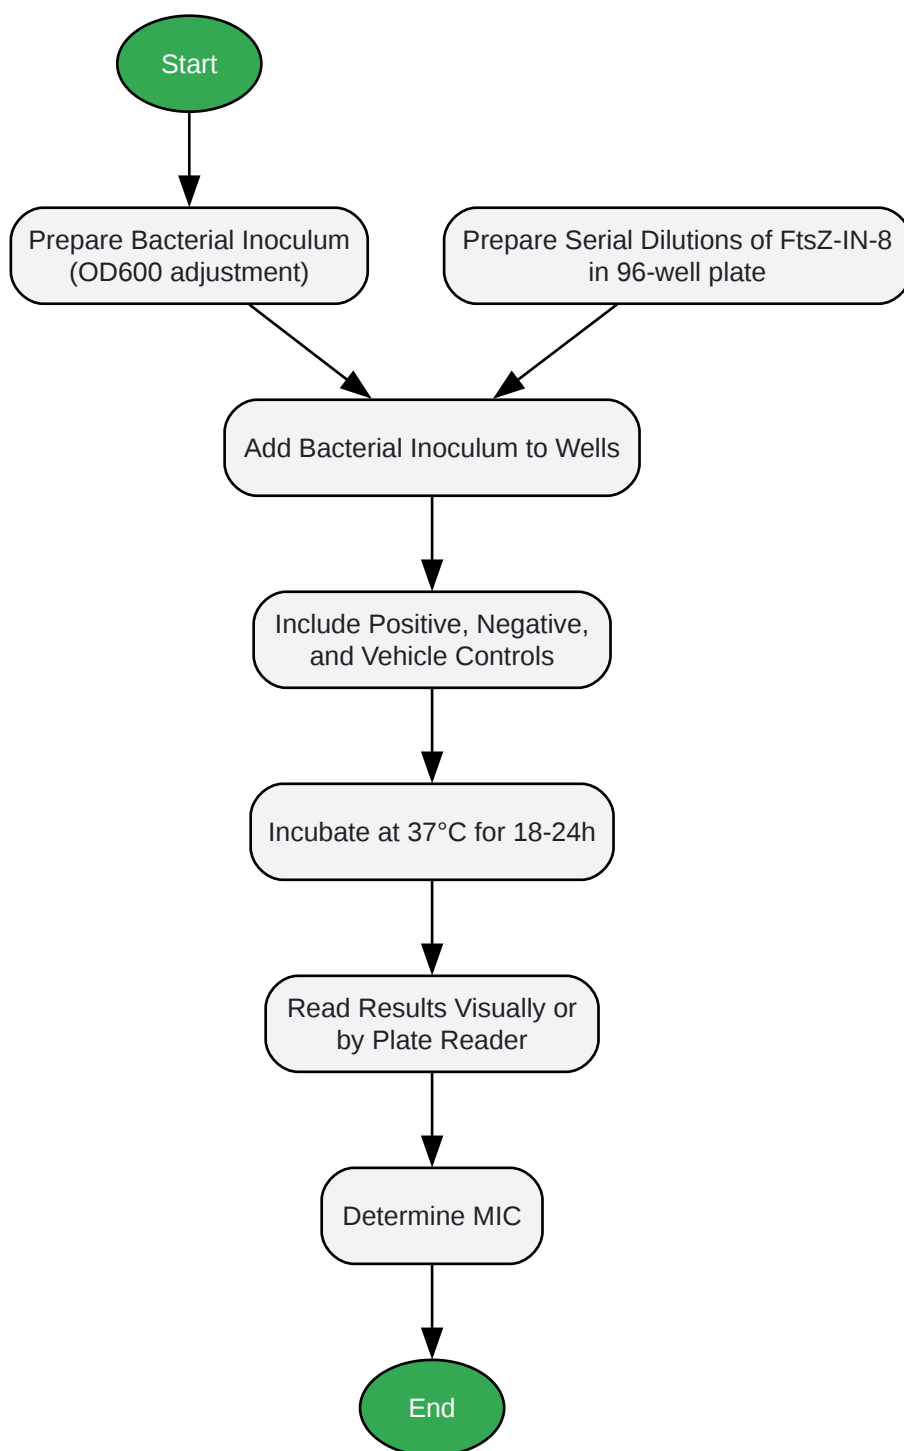 Start
Prepare Bacterial Inoculum
(OD600 adjustment)
Prepare Serial Dilutions of FtsZ-IN-8
in 96-well plate
Add Bacterial Inoculum to Wells
Include Positive, Negative,
and Vehicle Controls
Incubate at 37°C for 18-24h
Read Results Visually or
by Plate Reader
Determine MIC
End